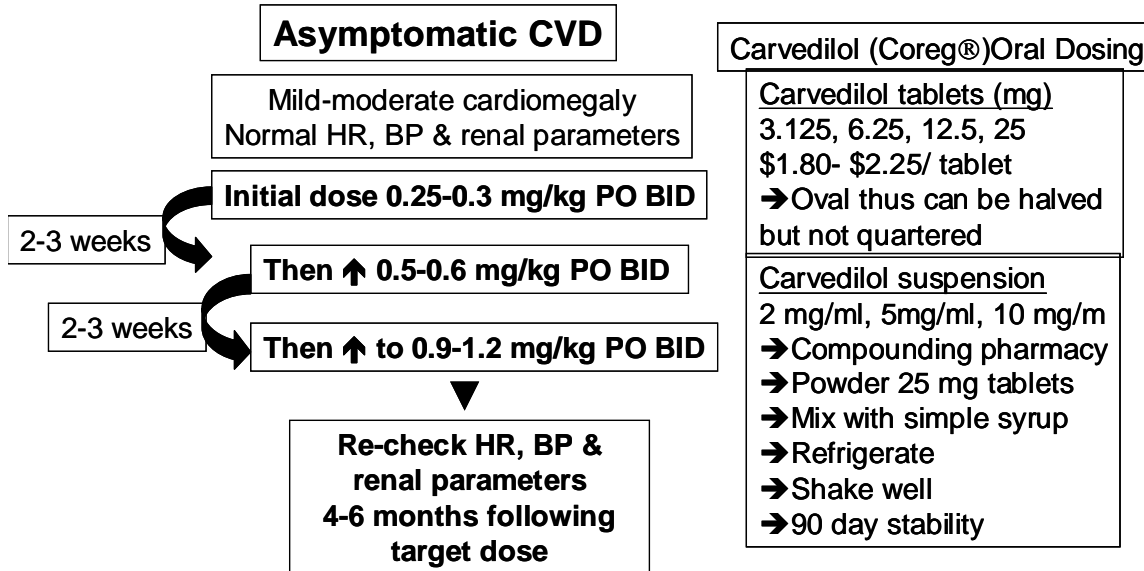 Asymptomatic CVD
Mild-moderate cardiomegaly
Normal HR, BP & renal parameters
Initial dose 0.25-0.3 mg/kg PO BID
2-3 weeks
Then 🡹 0.5-0.6 mg/kg PO BID
2-3 weeks
Then 🡹 to 0.9-1.2 mg/kg PO BID
Re-check HR, BP &
renal parameters
4-6 months following
target dose
Carvedilol (Coreg®)Oral Dosing
Carvedilol tablets (mg)
3.125, 6.25, 12.5, 25
$1.80- $2.25/ tablet
➔Oval thus can be halved
but not quartered
Carvedilol suspension
2 mg/ml, 5mg/ml, 10 mg/m
➔Compounding pharmacy
➔Powder 25 mg tablets
➔Mix with simple syrup
➔Refrigerate
➔Shake well
➔90 day stability